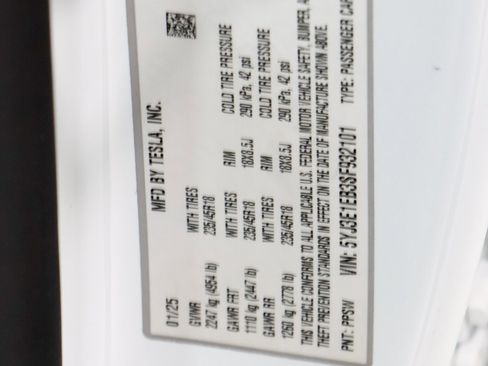 MFD BY TESLA, INC.
01/25
GVWR
2247 kg (4954 lb)
WITH TIRES
235/45R18
GAWR FRT WITH TIRES RIM COLD TIRE PRESSURE
1110 kg (2447 lb) 235/45R18 18X8.5J 290 kPa, 42 psi
GAWR RR WITH TIRES RIM COLD TIRE PRESSURE
1260 kg (2778 lb) 235/45R18 18X8.5J 290 kPa, 42 psi
THIS VEHICLE CONFORMS TO ALL APPLICABLE U.S. FEDERAL MOTOR VEHICLE SAFETY, BUMPER,
THEFT PREVENTION STANDARDS IN EFFECT ON THE DATE OF MANUFACTURE SHOWN ABOVE.
PNT: PPSW VIN: 5YJ3E1EB3SF932101 TYPE: PASSENGER CAR